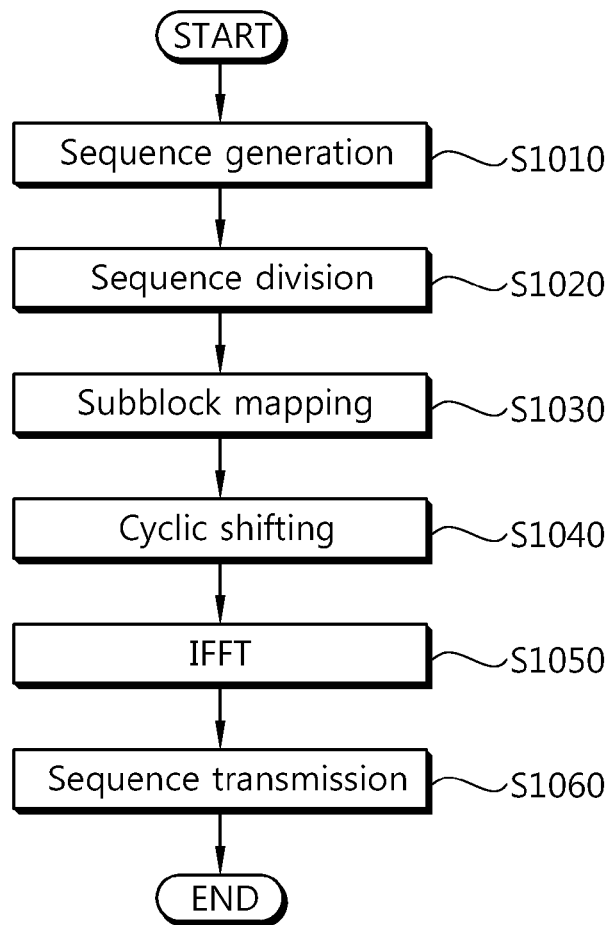 START
Sequence generation
S1010
Sequence division
S1020
Subblock mapping
S1030
Cyclic shifting
S1040
IFFT
S1050
Sequence transmission
S1060
END